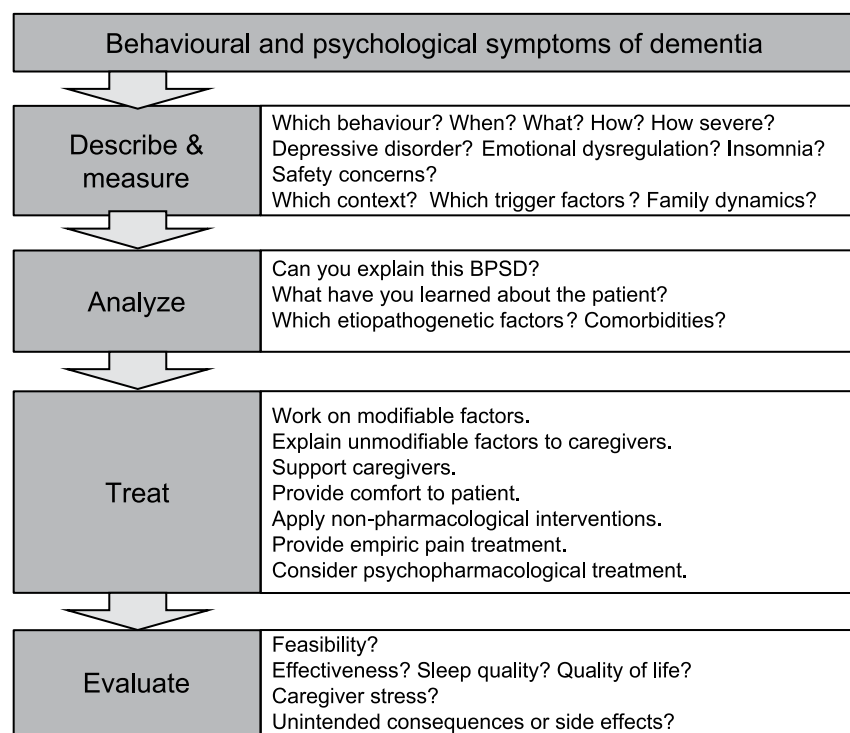 Behavioural and psychological symptoms of dementia
Describe &
measure
Which behaviour? When? What? How? How severe?
Depressive disorder? Emotional dysregulation? Insomnia?
Safety concerns?
Which context? Which trigger factors? Family dynamics?
Analyze
Can you explain this BPSD?
What have you learned about the patient?
Which etiopathogenetic factors? Comorbidities?
Treat
Work on modifiable factors.
Explain unmodifiable factors to caregivers.
Support caregivers.
Provide comfort to patient.
Apply non-pharmacological interventions.
Provide empiric pain treatment.
Consider psychopharmacological treatment.
Evaluate
Feasibility?
Effectiveness? Sleep quality? Quality of life?
Caregiver stress?
Unintended consequences or side effects?